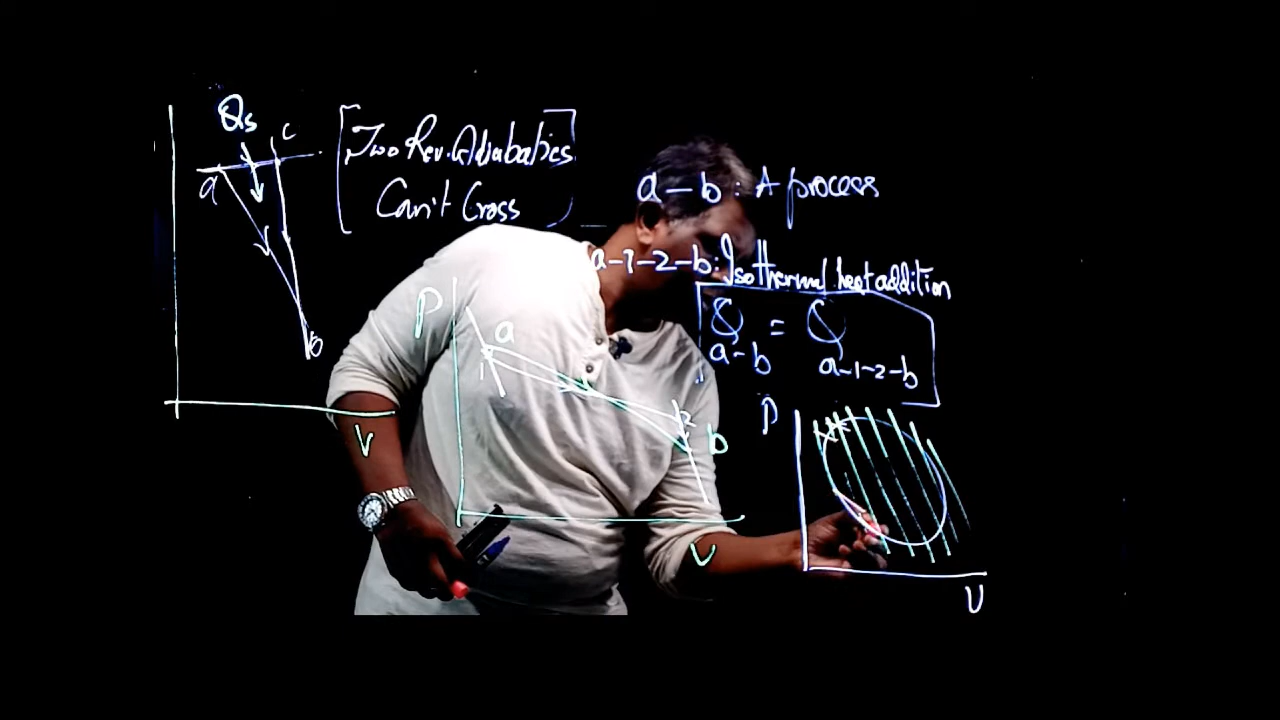 Qs
c
a
b
V
[Two Rev. Adiabatics
Can't Cross]
a-b: A process
a-1-2-b: Isothermal heat addition
Q = Q
a-b a-1-2-b
P
a
1
2
b
V
P
V